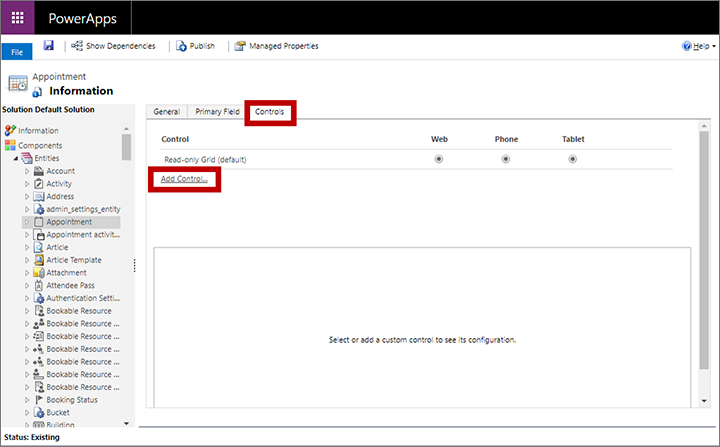 PowerApps
File
Show Dependencies
Publish
Managed Properties
Help
Appointment
Information
Solution Default Solution
Information
Components
Entities
Account
Activity
Address
admin_settings_entity
Appointment
Appointment activit...
Article
Article Template
Attachment
Attendee Pass
Authentication Setti...
Bookable Resource
Bookable Resource ...
Bookable Resource ...
Bookable Resource ...
Bookable Resource ...
Bookable Resource ...
Bookable Resource ...
Booking Status
Bucket
Building
General
Primary Field
Controls
Control Web Phone Tablet
Read-only Grid (default)
Add Control...
Select or add a custom control to see its configuration.
Status: Existing